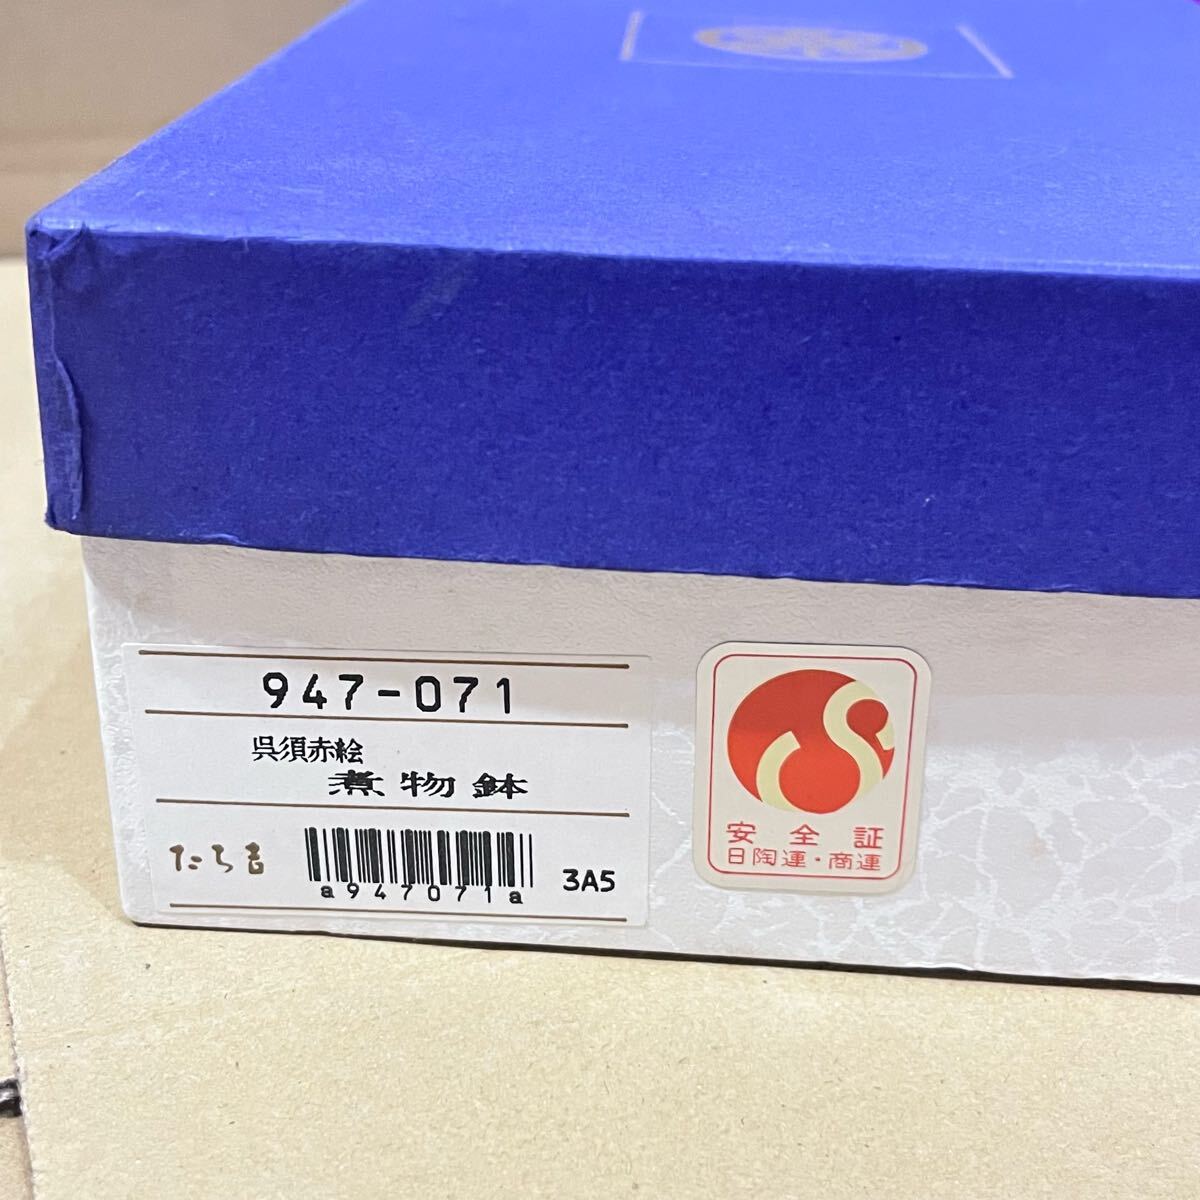 947-071
呉須赤絵
煮物鉢
たち吉
a947071a
3A5
安全証
日陶連・商連